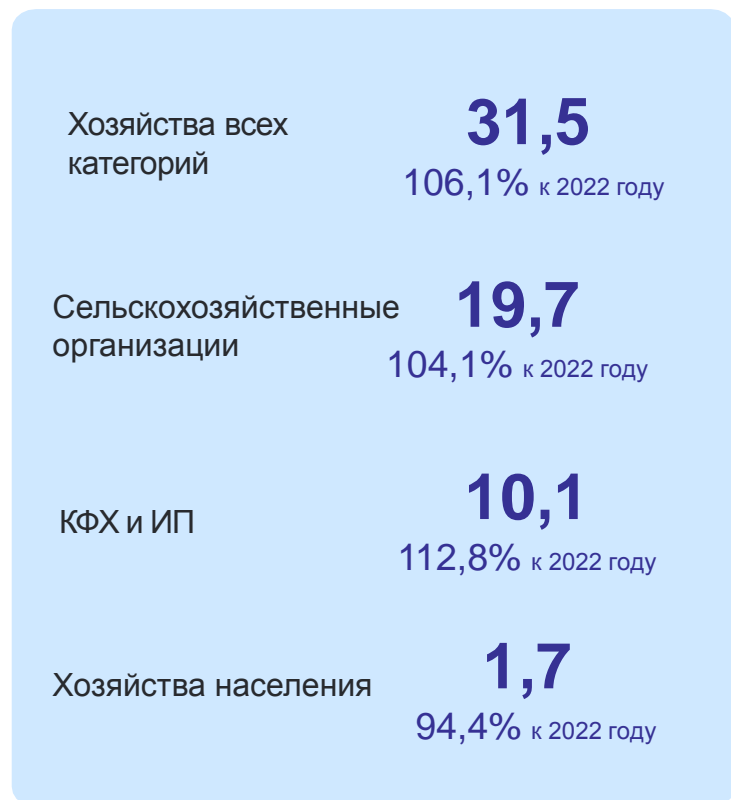 Хозяйства всех
категорий
31,5
106,1% к 2022 году
Сельскохозяйственные
организации
19,7
104,1% к 2022 году
КФХ и ИП
10,1
112,8% к 2022 году
Хозяйства населения
1,7
94,4% к 2022 году